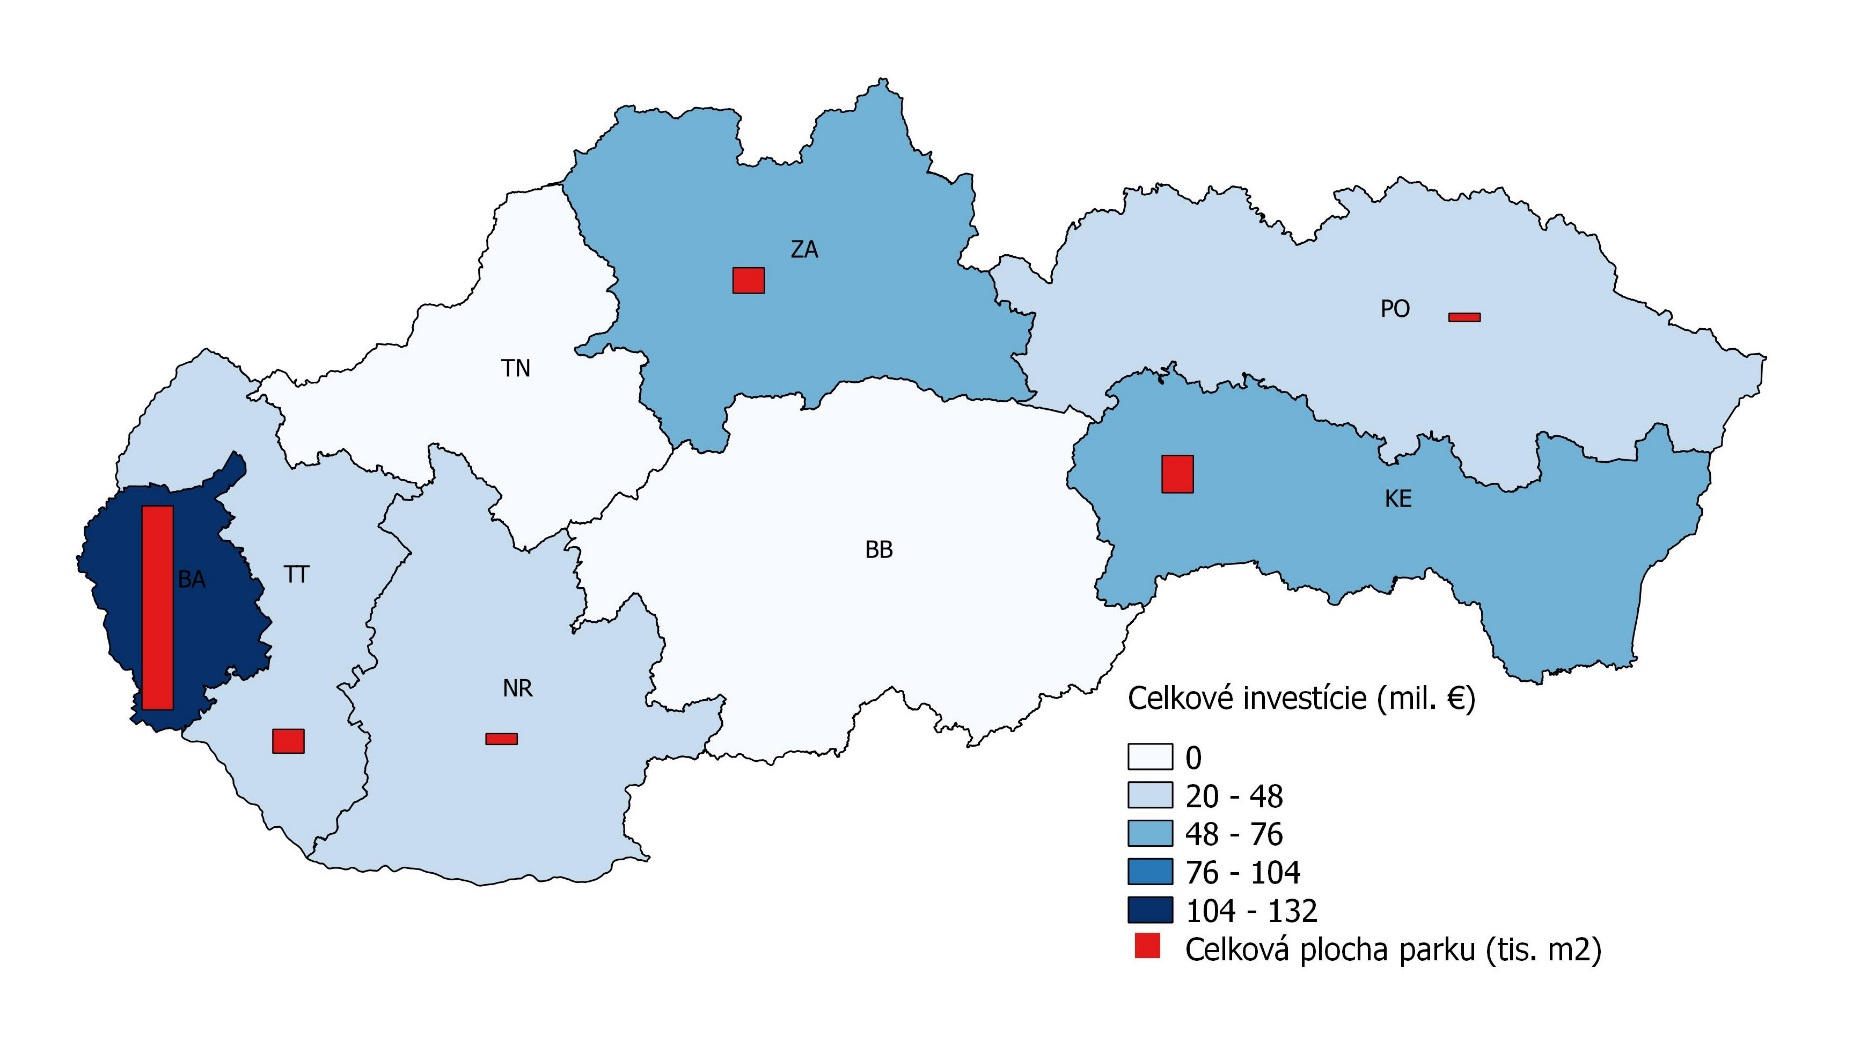 ZA
PO
TN
KE
BB
BA
TT
NR
Celkové investície (mil. €)
0
20 - 48
48 - 76
76 - 104
104 - 132
Celková plocha parku (tis. m2)